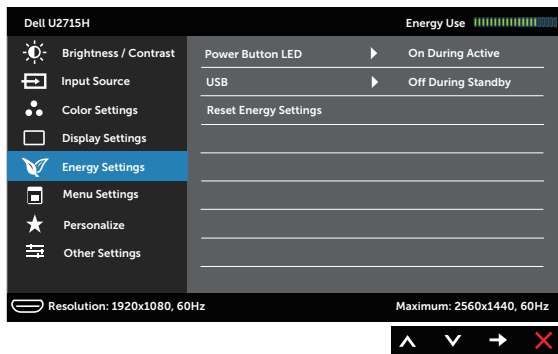 Dell U2715H Energy Use
Brightness / Contrast Power Button LED On During Active
Input Source USB Off During Standby
Color Settings Reset Energy Settings
Display Settings
Energy Settings
Menu Settings
Personalize
Other Settings
Resolution: 1920x1080, 60Hz Maximum: 2560x1440, 60Hz